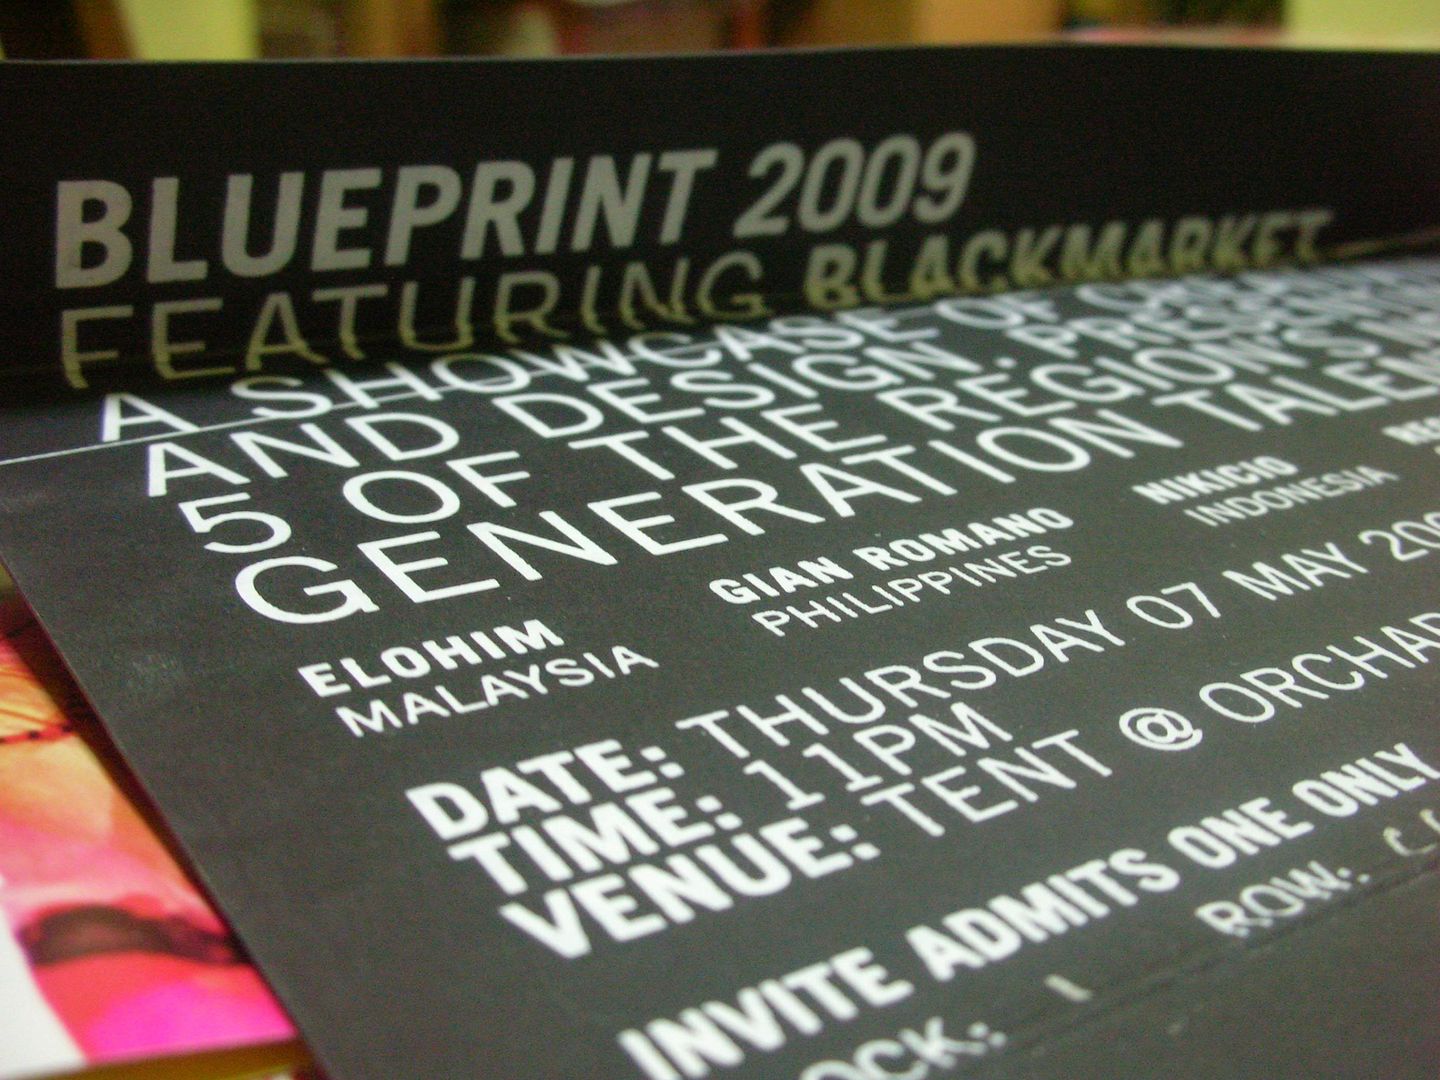 BLUEPRINT 2009
FEATURING BLACKMARKET
A SHOWCASE OF
AND DESIGN.
5 OF THE REGION'S
GENERATION
ELOHIM
MALAYSIA
GIAN ROMANO
PHILIPPINES
NIKICIO
INDONESIA
DATE: THURSDAY 07 MAY
TIME: 11PM
VENUE: TENT @
INVITE ADMITS ONE ONLY
ROW: